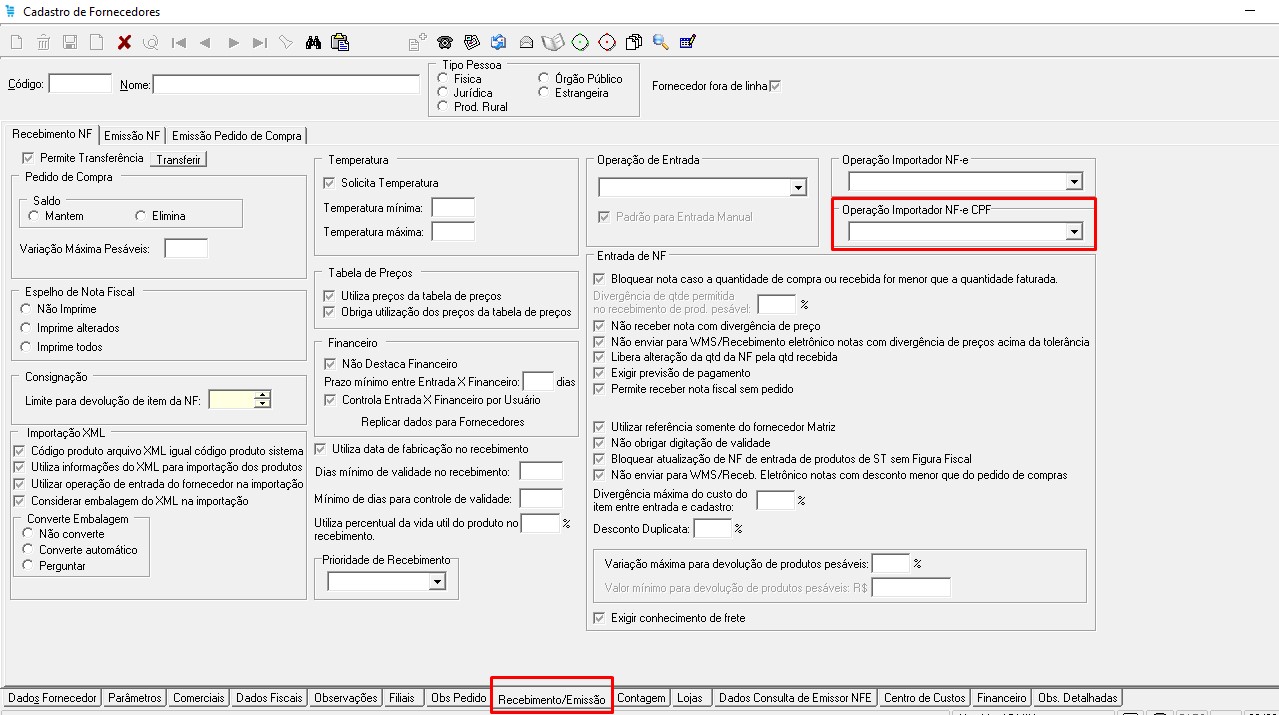 Cadastro de Fornecedores
Código:
Nome:
Tipo Pessoa
Física
Órgão Público
Jurídica
Estrangeira
Prod. Rural
Fornecedor fora de linha
Recebimento NF
Emissão NF
Emissão Pedido de Compra
Permite Transferência
Transferir
Pedido de Compra
Saldo
Mantem
Elimina
Variação Máxima Pesáveis:
Espelho de Nota Fiscal
Não Imprime
Imprime alterados
Imprime todos
Consignação
Limite para devolução de item da NF:
Importação XML
Código produto arquivo XML igual código produto sistema
Utiliza informações do XML para importação dos produtos
Utilizar operação de entrada do fornecedor na importação
Considerar embalagem do XML na importação
Converte Embalagem
Não converte
Converte automático
Perguntar
Temperatura
Solicita Temperatura
Temperatura mínima:
Temperatura máxima:
Tabela de Preços
Utiliza preços da tabela de preços
Obriga utilização dos preços da tabela de preços
Financeiro
Não Destaca Financeiro
Prazo mínimo entre Entrada X Financeiro:
dias
Controla Entrada X Financeiro por Usuário
Replicar dados para Fornecedores
Utiliza data de fabricação no recebimento
Dias mínimo de validade no recebimento:
Mínimo de dias para controle de validade:
Utiliza percentual da vida util do produto no
%
recebimento.
Prioridade de Recebimento
Operação de Entrada
Padrão para Entrada Manual
Operação Importador NF-e
Operação Importador NF-e CPF
Entrada de NF
Bloquear nota caso a quantidade de compra ou recebida for menor que a quantidade faturada.
Divergência de qtde permitida
no recebimento de prod. pesável:
%
Não receber nota com divergência de preço
Não enviar para WMS/Recebimento eletrônico notas com divergência de preços acima da tolerância
Libera alteração da qtd da NF pela qtd recebida
Exigir previsão de pagamento
Permite receber nota fiscal sem pedido
Utilizar referência somente do fornecedor Matriz
Não obrigar digitação de validade
Bloquear atualização de NF de entrada de produtos de ST sem Figura Fiscal
Não enviar para WMS/Receb. Eletrônico notas com desconto menor que do pedido de compras
Divergência máxima do custo do
item entre entrada e cadastro:
%
Desconto Duplicata:
%
Variação máxima para devolução de produtos pesáveis:
%
Valor mínimo para devolução de produtos pesáveis: R$
Exigir conhecimento de frete
Dados Fornecedor
Parâmetros
Comerciais
Dados Fiscais
Observações
Filiais
Obs Pedido
Recebimento/Emissão
Contagem
Lojas
Dados Consulta de Emissor NFE
Centro de Custos
Financeiro
Obs. Detalhadas